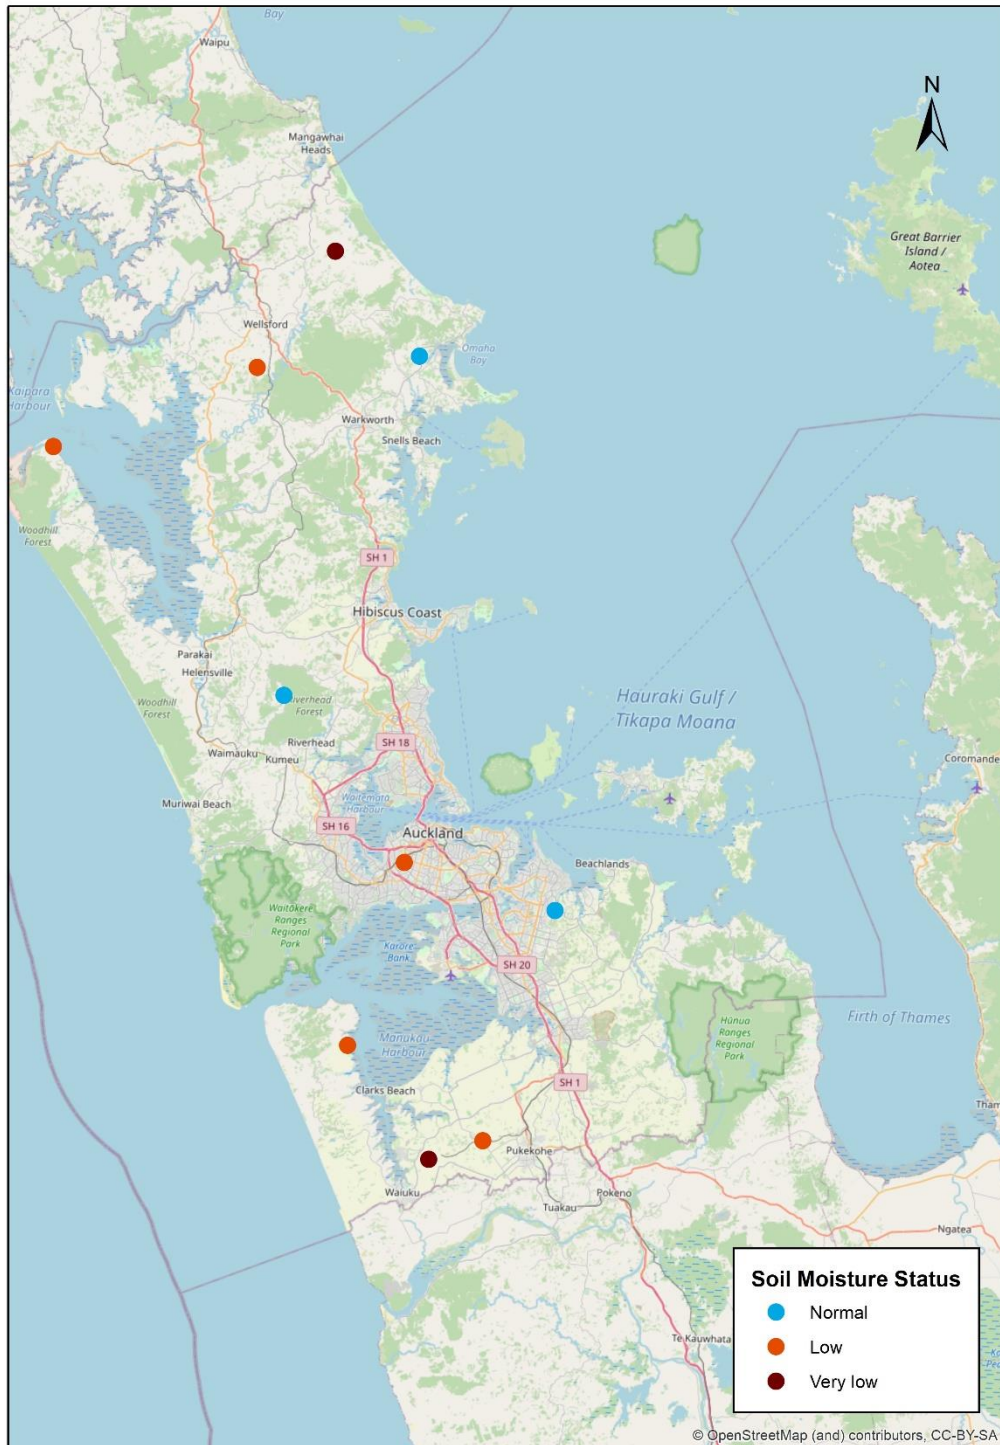 Bay
Waipu
N
Mangawhai
Heads
Great Barrier
Island /
Aotea
Wellsford
Omaha
Bay
Kaipara
Harbour
Warkworth
Snells Beach
Woodhill
Forest
SH 1
Hibiscus Coast
Parakai
Helensville
Woodhill
Forest
Riverhead
Forest
Hauraki Gulf /
Tikapa Moana
Riverhead
SH 18
Waimauku
Kumeu
Coromande
Muriwai Beach
Waitematā
Harbour
SH 16
Auckland
Beachlands
Waitākere
Ranges
Regional
Park
Karore
Bank
SH 20
Firth of Thames
Hūnua
Ranges
Regional
Park
Manukau
Harbour
SH 1
Clarks Beach
Tham
Pukekohe
Waiuku
Pokeno
Tuakau
Ngatea
Soil Moisture Status
Normal
Low
Very low
Te Kauwhata
© OpenStreetMap (and) contributors, CC-BY-SA